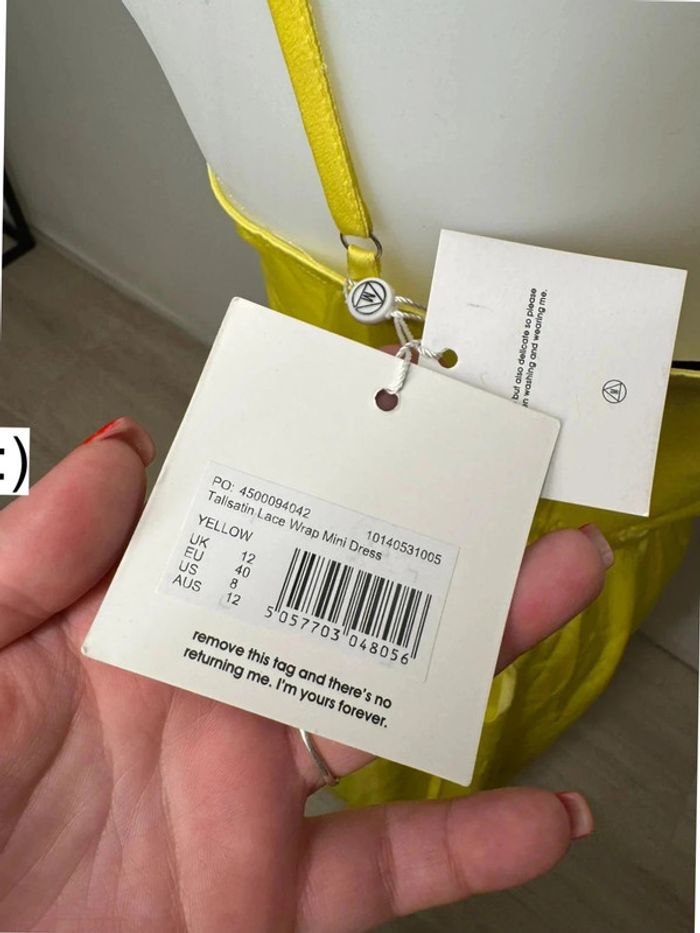 but also delicate so please
n washing and wearing me.
M
M
:)
PO: 4500094042
10140531005
Tallsatin Lace Wrap Mini Dress
YELLOW
UK 12
EU 40
US 8
AUS 12
5 057703 048056
remove this tag and there's no
returning me. I'm yours forever.